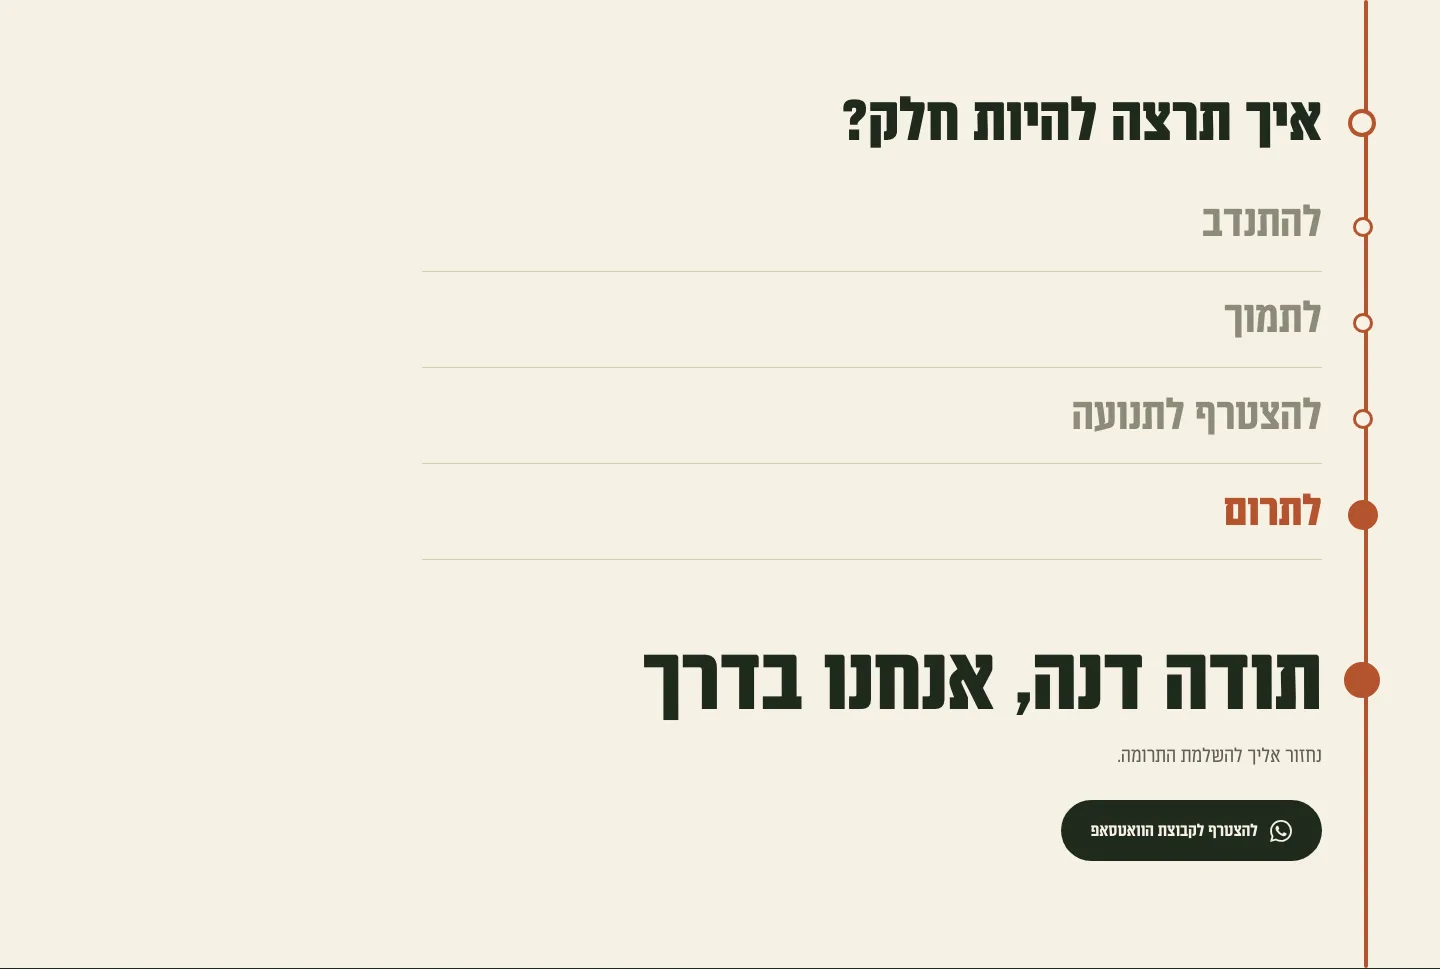 איך תרצה להיות חלק?
להתנדב
לתמוך
להצטרף לתנועה
לתרום
תודה דנה, אנחנו בדרך
נחזור אליך להשלמת התרומה.
להצטרף לקבוצת הוואטסאפ